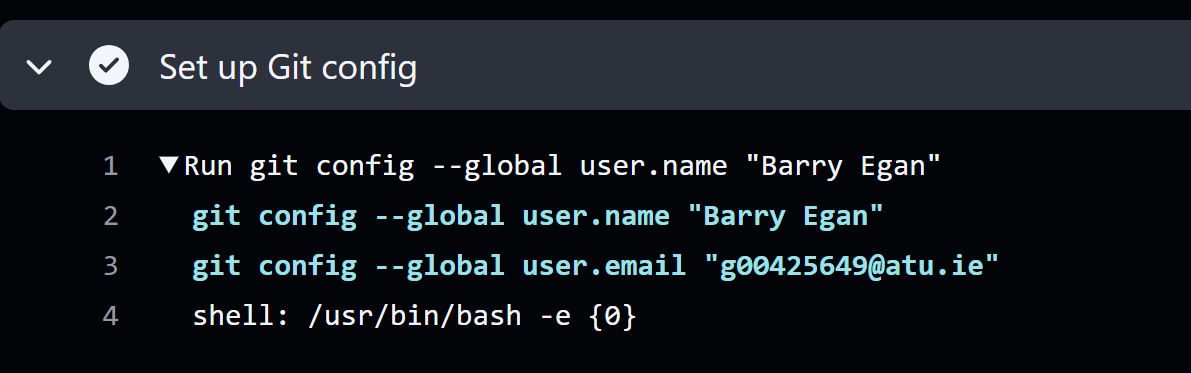 Set up Git config
1 ▼Run git config --global user.name "Barry Egan"
2 git config --global user.name "Barry Egan"
3 git config --global user.email "g00425649@atu.ie"
4 shell: /usr/bin/bash -e {0}